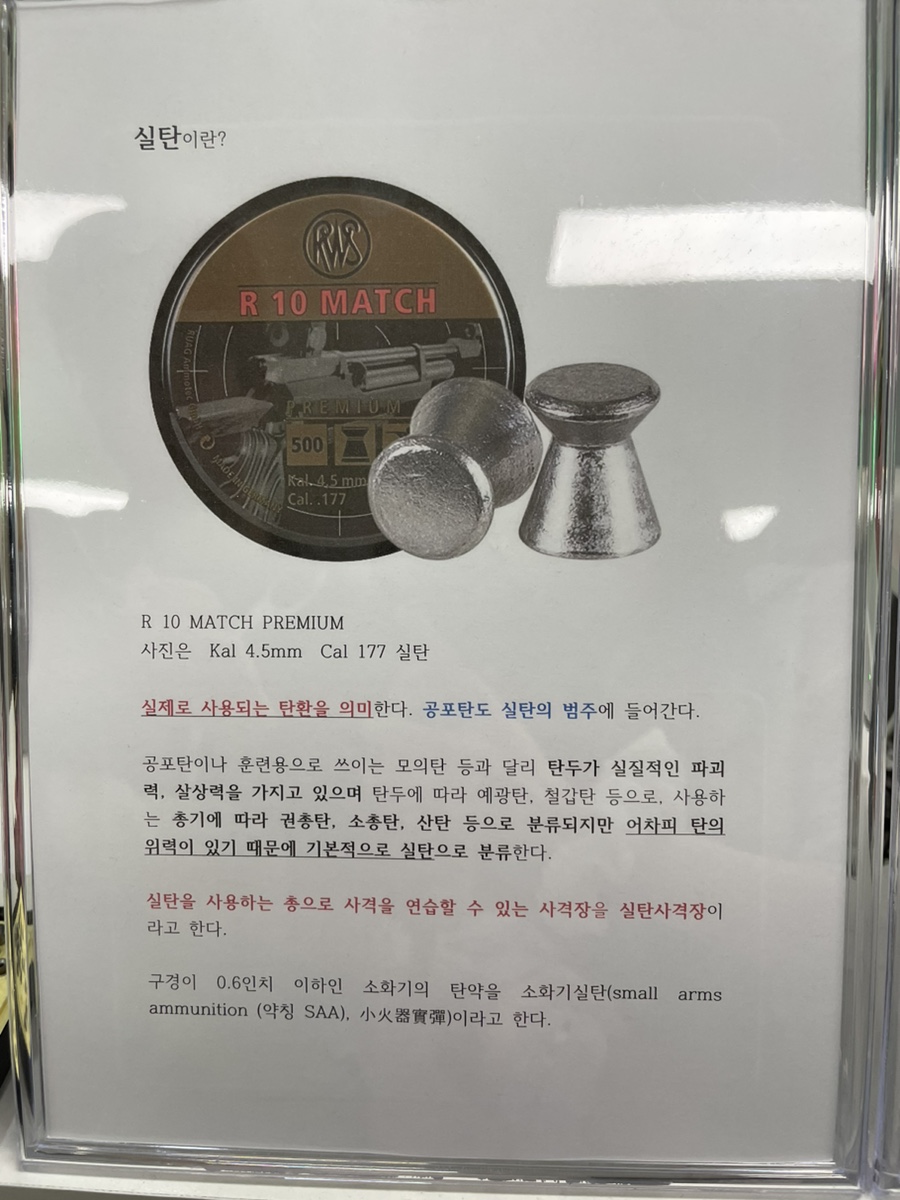 실탄이란?
RWS
R 10 MATCH
PREMIUM
500
Kal. 4,5 mm
Cal. .177
R 10 MATCH PREMIUM
사진은 Kal 4.5mm Cal 177 실탄
실제로 사용되는 탄환을 의미한다. 공포탄도 실탄의 범주에 들어간다.
공포탄이나 훈련용으로 쓰이는 모의탄 등과 달리 탄두가 실질적인 파괴
력, 살상력을 가지고 있으며 탄두에 따라 예광탄, 철갑탄 등으로, 사용하
는 총기에 따라 권총탄, 소총탄, 산탄 등으로 분류되지만 어차피 탄의
위력이 있기 때문에 기본적으로 실탄으로 분류한다.
실탄을 사용하는 총으로 사격을 연습할 수 있는 사격장을 실탄사격장이
라고 한다.
구경이 0.6인치 이하인 소화기의 탄약을 소화기실탄(small arms
ammunition (약칭 SAA), 小火器實彈)이라고 한다.